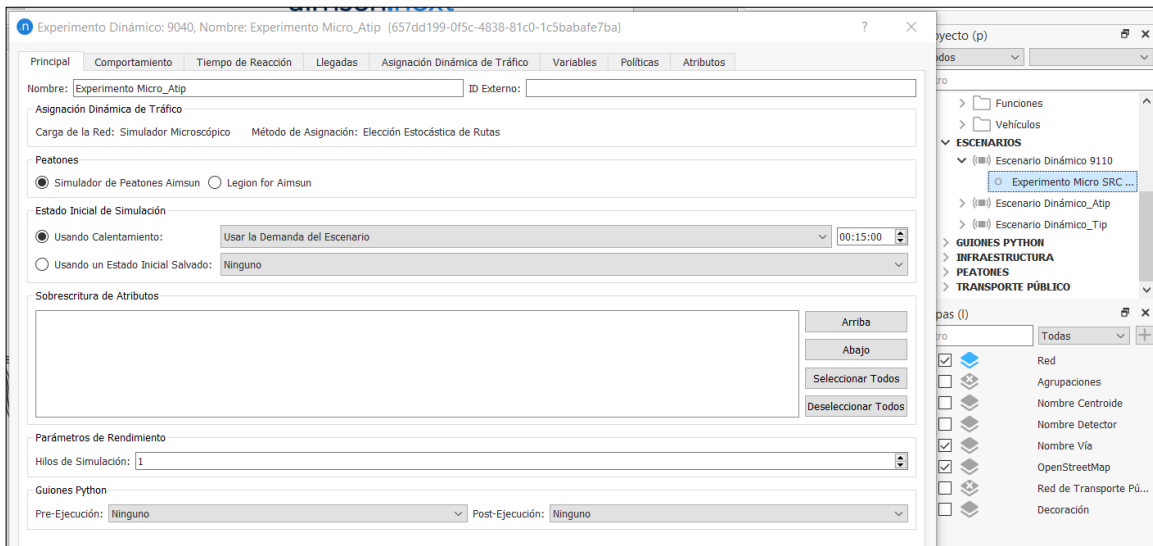 aimsun.next
Experimento Dinámico: 9040, Nombre: Experimento Micro_Atip {657dd199-0f5c-4838-81c0-1c5babafe7ba} ?
Principal Comportamiento Tiempo de Reacción Llegadas Asignación Dinámica de Tráfico Variables Políticas Atributos
Nombre: Experimento Micro_Atip ID Externo:
Asignación Dinámica de Tráfico
Carga de la Red: Simulador Microscópico Método de Asignación: Elección Estocástica de Rutas
Peatones
Simulador de Peatones Aimsun Legion for Aimsun
Estado Inicial de Simulación
Usando Calentamiento: Usar la Demanda del Escenario 00:15:00
Usando un Estado Inicial Salvado: Ninguno
Sobrescritura de Atributos
Arriba
Abajo
Seleccionar Todos
Deseleccionar Todos
Parámetros de Rendimiento
Hilos de Simulación: 1
Guiones Python
Pre-Ejecución: Ninguno Post-Ejecución: Ninguno
oyecto (p)
dos
tro
Funciones
Vehículos
ESCENARIOS
Escenario Dinámico 9110
Experimento Micro SRC ...
Escenario Dinámico_Atip
Escenario Dinámico_Tip
GUIONES PYTHON
INFRAESTRUCTURA
PEATONES
TRANSPORTE PÚBLICO
pas (l)
tro Todas
Red
Agrupaciones
Nombre Centroide
Nombre Detector
Nombre Vía
OpenStreetMap
Red de Transporte Pú...
Decoración